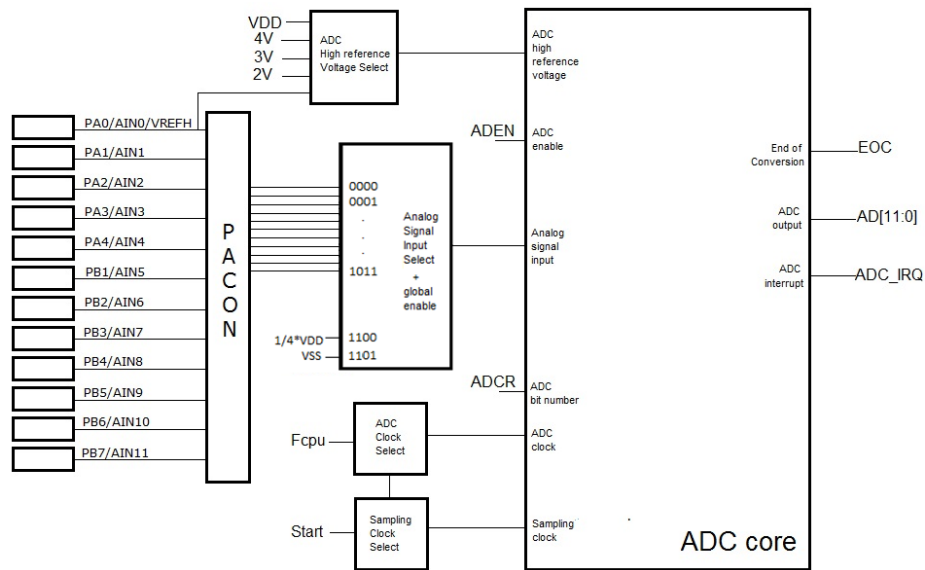 VDD
4V
3V
2V
ADC
High reference
Voltage Select
ADC
high
reference
voltage
PA0/AIN0/VREFH
PA1/AIN1
PA2/AIN2
PA3/AIN3
PA4/AIN4
PB1/AIN5
PB2/AIN6
PB3/AIN7
PB4/AIN8
PB5/AIN9
PB6/AIN10
PB7/AIN11
PACON
0000
0001
.
.
.
1011
1100
1101
Analog
Signal
Input
Select
+
global
enable
1/4*VDD
VSS
ADEN
ADC
enable
Analog
signal
input
ADCR
ADC
bit number
Fcpu
ADC
Clock
Select
ADC
clock
Start
Sampling
Clock
Select
Sampling
clock
End of
Conversion
EOC
ADC
output
AD[11:0]
ADC
interrupt
ADC_IRQ
ADC core